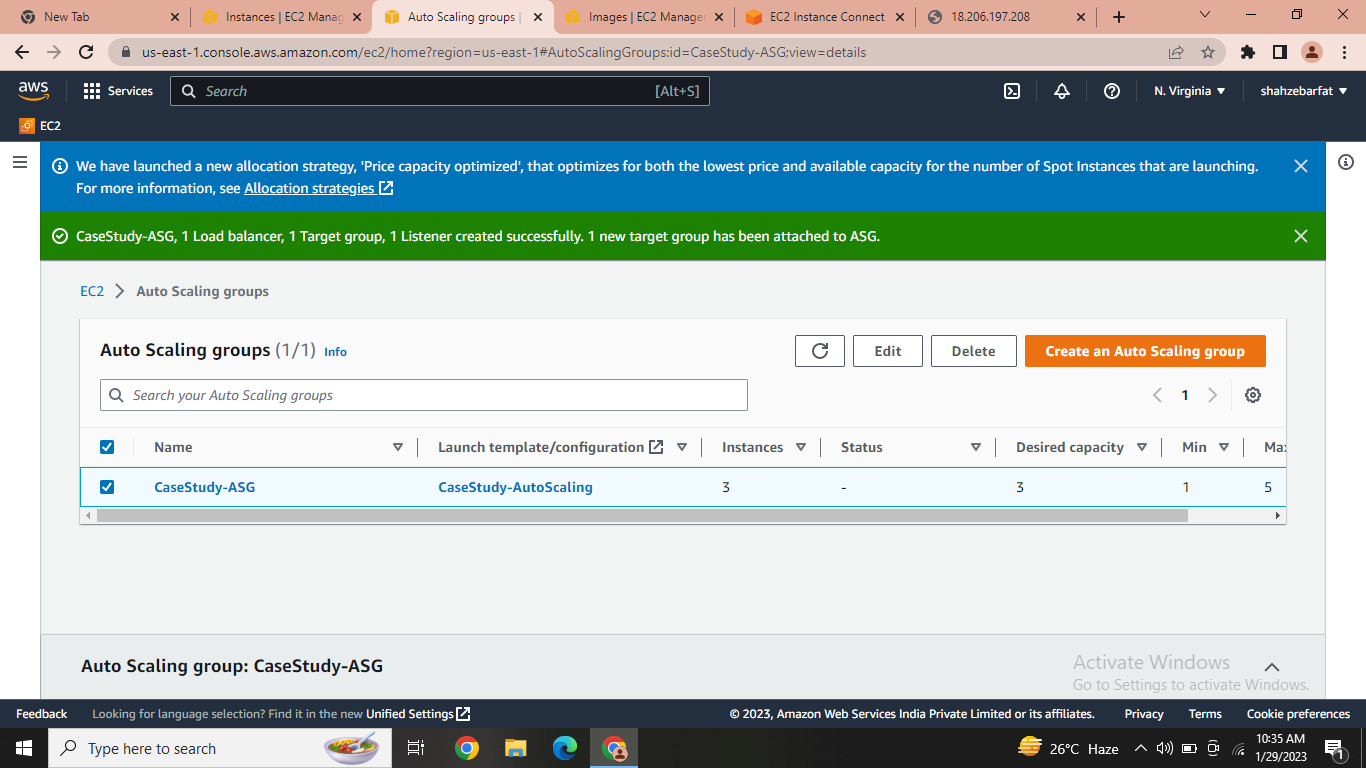 New Tab
Instances | EC2 Manag
Auto Scaling groups |
Images | EC2 Manager
EC2 Instance Connect
18.206.197.208
us-east-1.console.aws.amazon.com/ec2/home?region=us-east-1#AutoScalingGroups:id=CaseStudy-ASG;view=details
aws
Services
Search
[Alt+S]
N. Virginia
shahzebarfat
EC2
We have launched a new allocation strategy, 'Price capacity optimized', that optimizes for both the lowest price and available capacity for the number of Spot Instances that are launching.
For more information, see Allocation strategies
CaseStudy-ASG, 1 Load balancer, 1 Target group, 1 Listener created successfully. 1 new target group has been attached to ASG.
EC2 Auto Scaling groups
Auto Scaling groups (1/1) Info
Edit
Delete
Create an Auto Scaling group
Search your Auto Scaling groups
1
Name Launch template/configuration Instances Status Desired capacity Min Max
CaseStudy-ASG CaseStudy-AutoScaling 3 - 3 1 5
Auto Scaling group: CaseStudy-ASG
Activate Windows
Go to Settings to activate Windows.
Feedback Looking for language selection? Find it in the new Unified Settings © 2023, Amazon Web Services India Private Limited or its affiliates. Privacy Terms Cookie preferences
Type here to search
26°C Haze
10:35 AM
1/29/2023
1